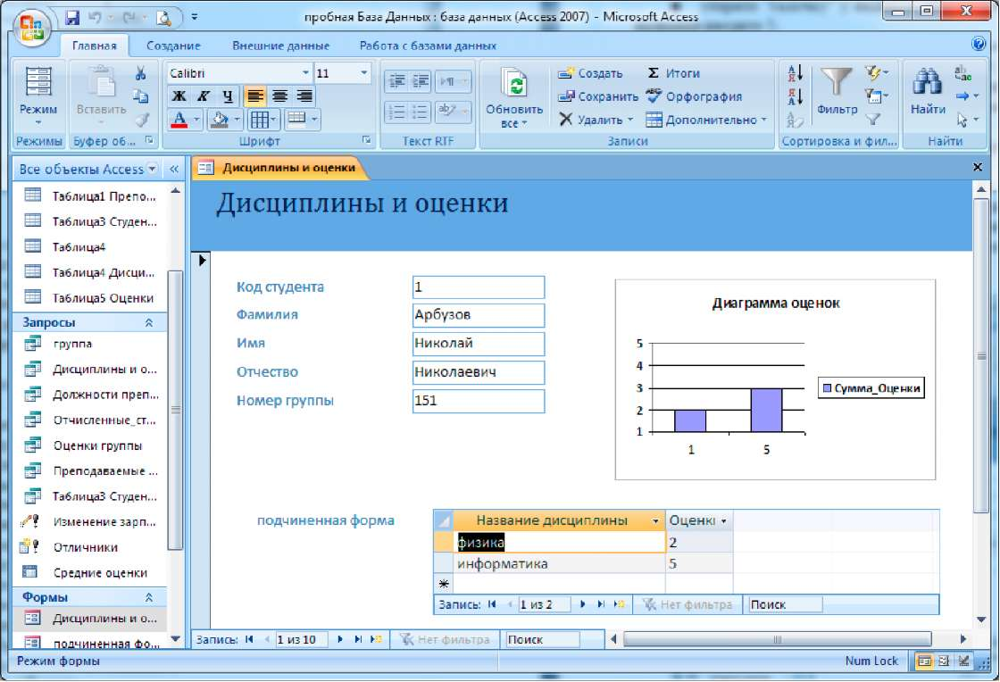 пробная База Данных : база данных (Access 2007) - Microsoft Access
Главная Создание Внешние данные Работа с базами данных
Режим
Режимы
Вставить
Буфер об...
Calibri 11
Ж К Ч
А
Шрифт
Текст RTF
Обновить
все
Создать
Сохранить
Удалить
Σ Итоги
Орфография
Дополнительно
Записи
Фильтр
Сортировка и фил...
Найти
Найти
Все объекты Access «
Таблица1 Препо...
Таблица3 Студен...
Таблица4
Таблица4 Дисци...
Таблица5 Оценки
Запросы
группа
Дисциплины и о...
Должности преп...
Отчисленные_ст...
Оценки группы
Преподаваемые ...
Таблица3 Студен...
Изменение зарп...
Отличники
Средние оценки
Формы
Дисциплины и о...
подчиненная фо...
Дисциплины и оценки
Дисциплины и оценки
Код студента 1
Фамилия Арбузов
Имя Николай
Отчество Николаевич
Номер группы 151
Диаграмма оценок
5
4
3
2
1
1 5
Сумма_Оценки
подчиненная форма
Название дисциплины Оценки
физика 2
информатика 5
Запись: 1 из 2 Нет фильтра Поиск
Запись: 1 из 10 Нет фильтра Поиск
Режим формы Num Lock